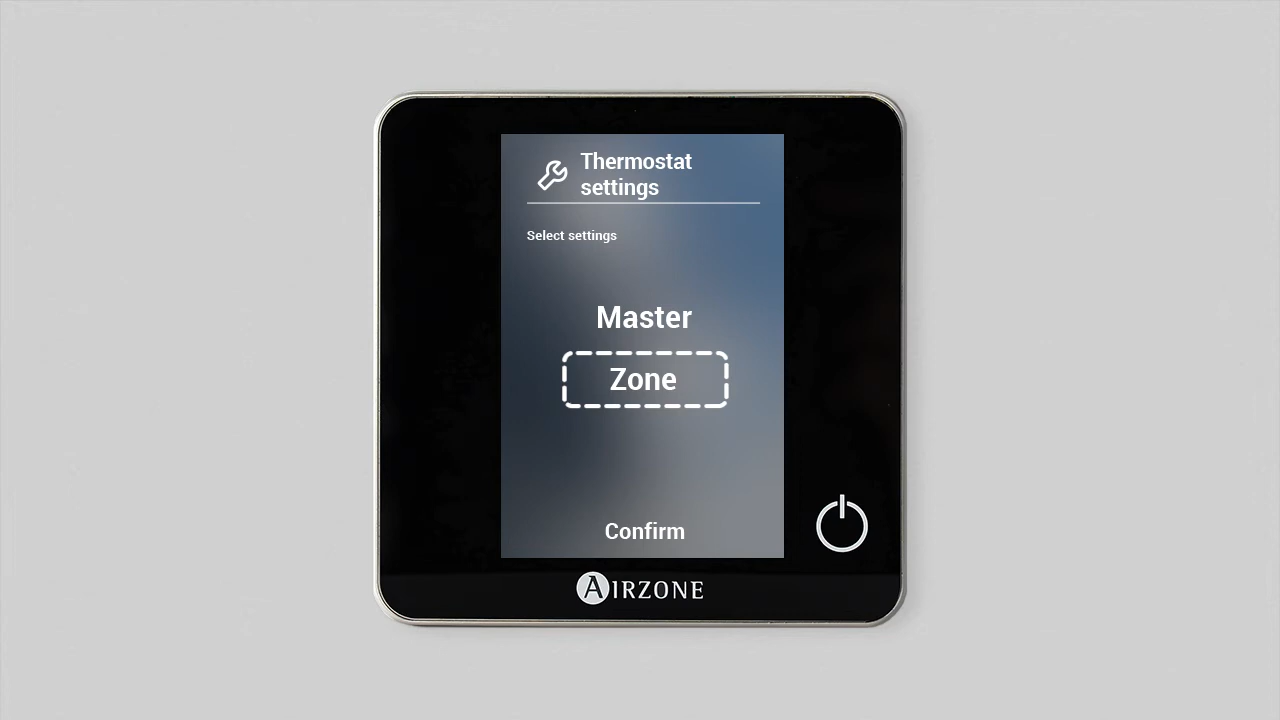 Thermostat
settings
Select settings
Master
Zone
Confirm
AIRZONE